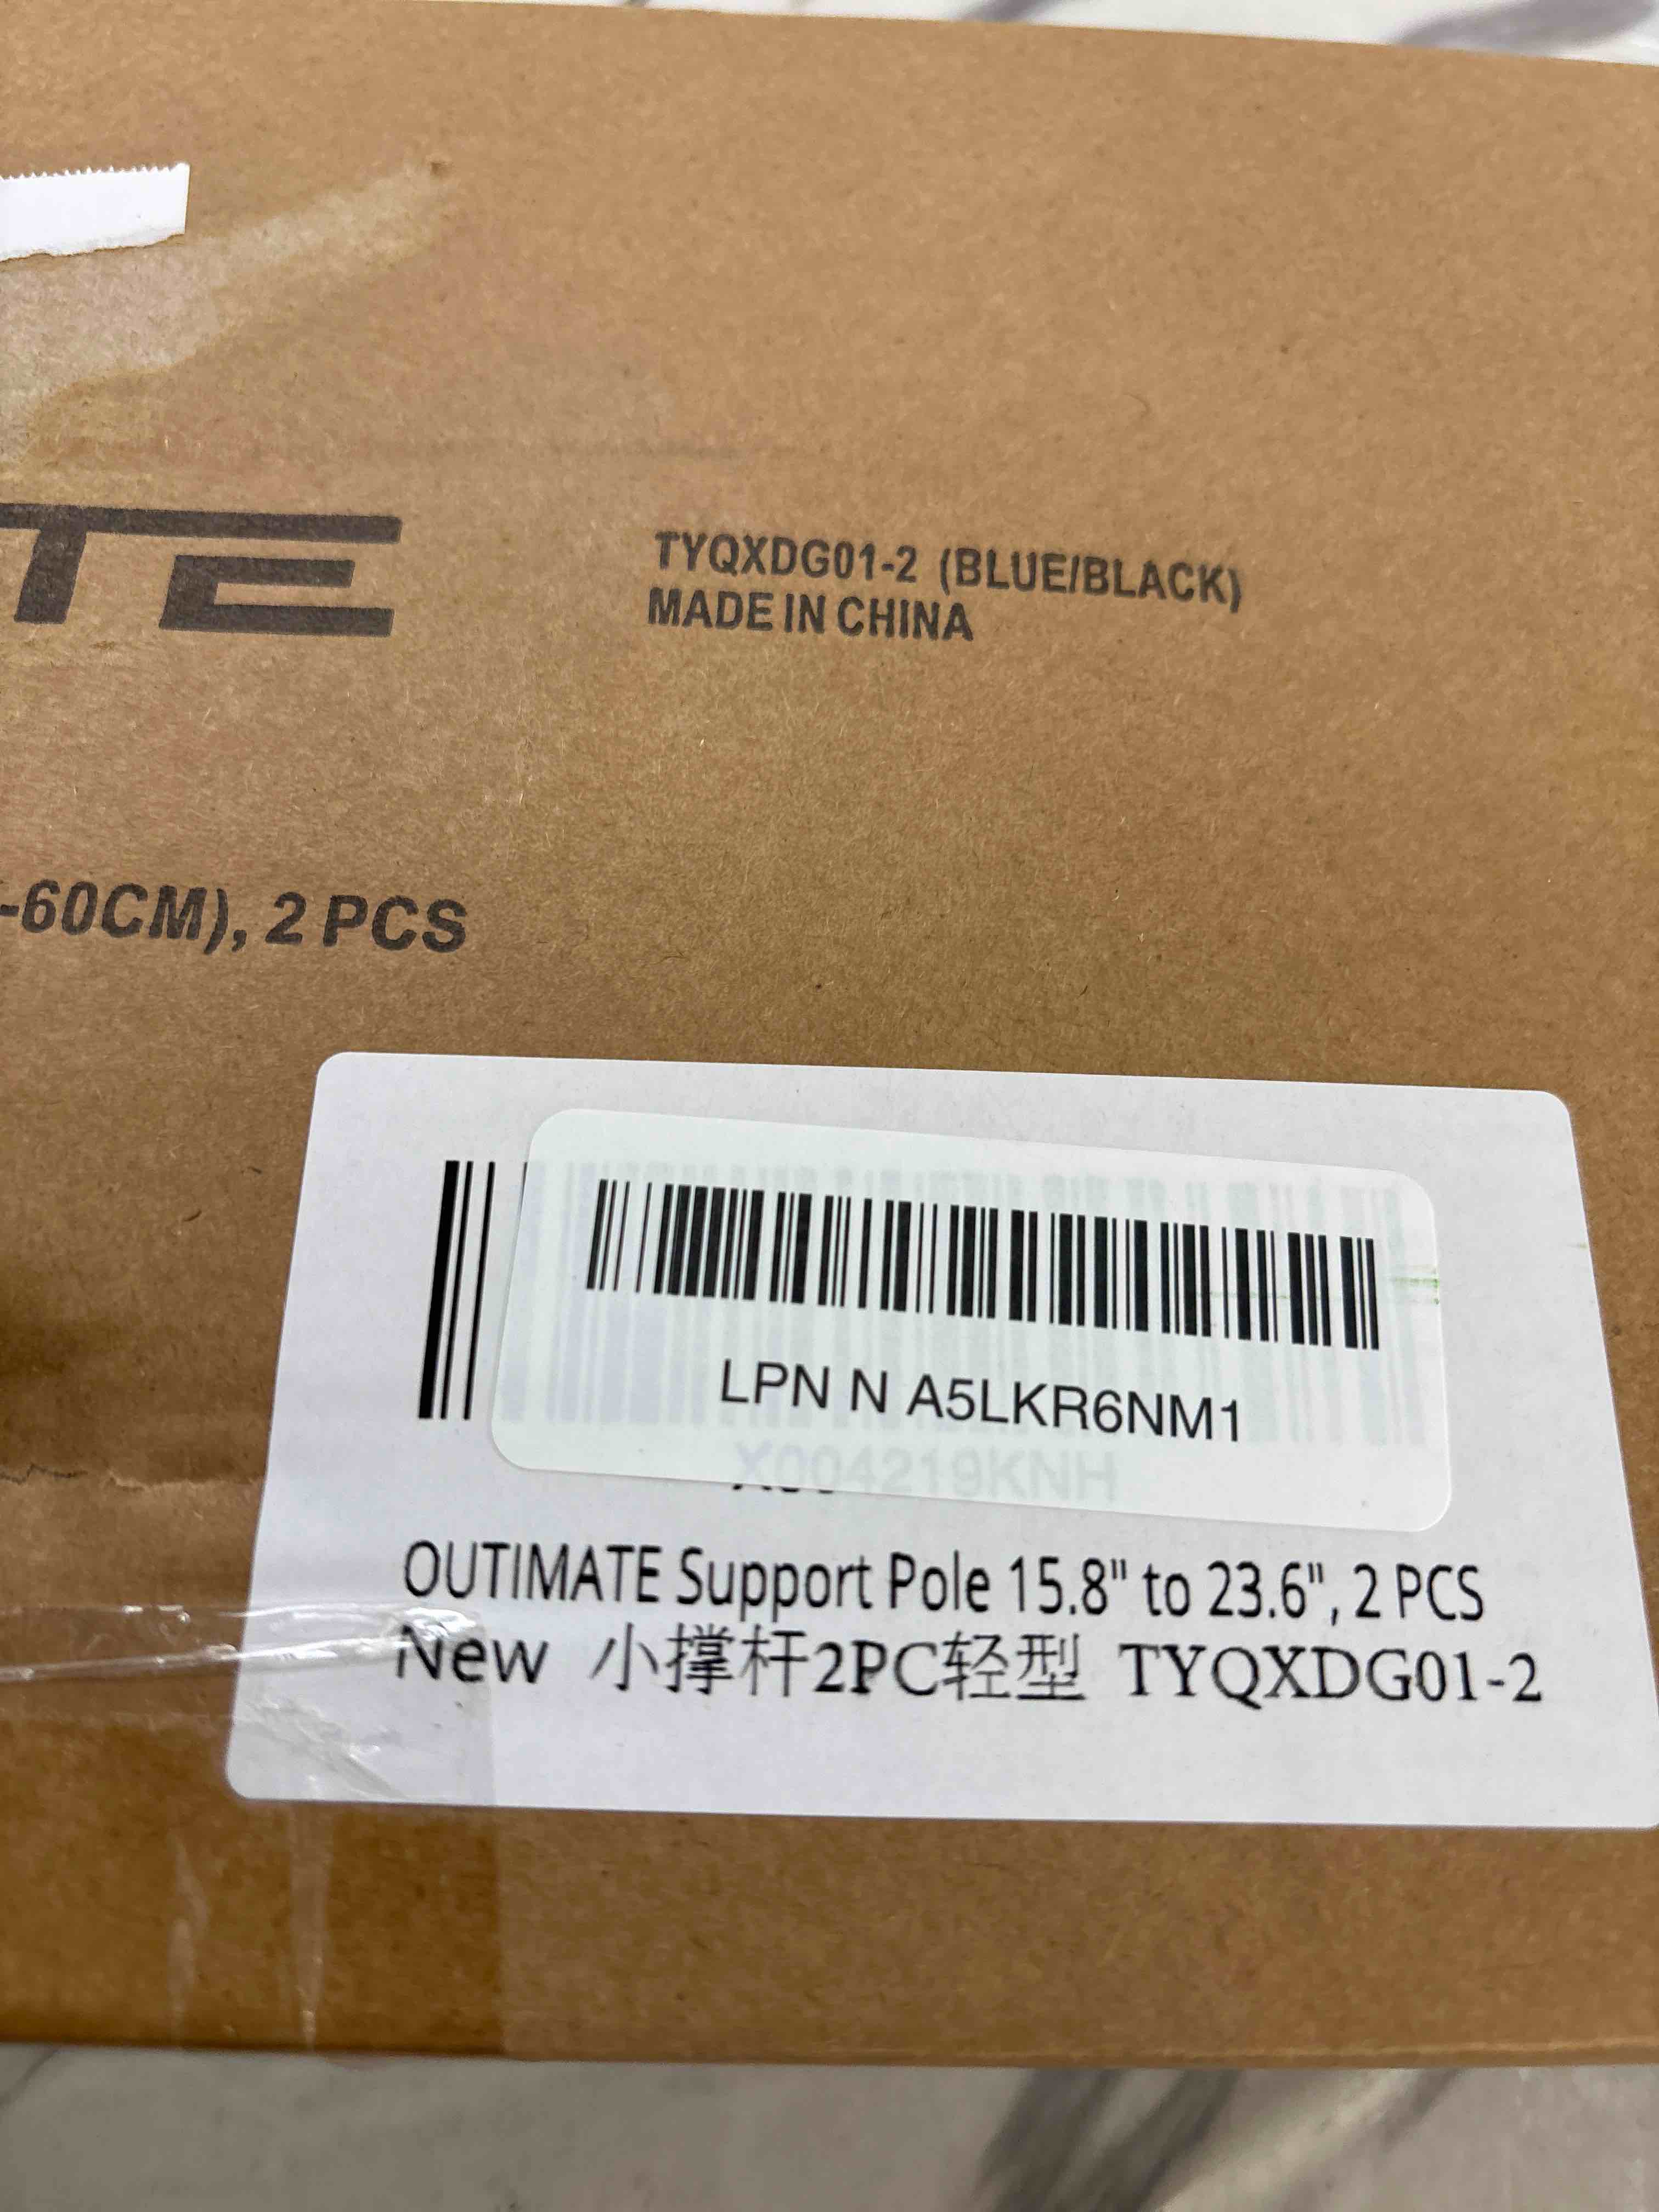 TE
TYQXDG01-2 (BLUE/BLACK)
MADE IN CHINA
-60CM), 2 PCS
LPN N A5LKR6NM1
X004219KNH
OUTIMATE Support Pole 15.8" to 23.6", 2 PCS
New 小撑杆2PC轻型 TYQXDG01-2